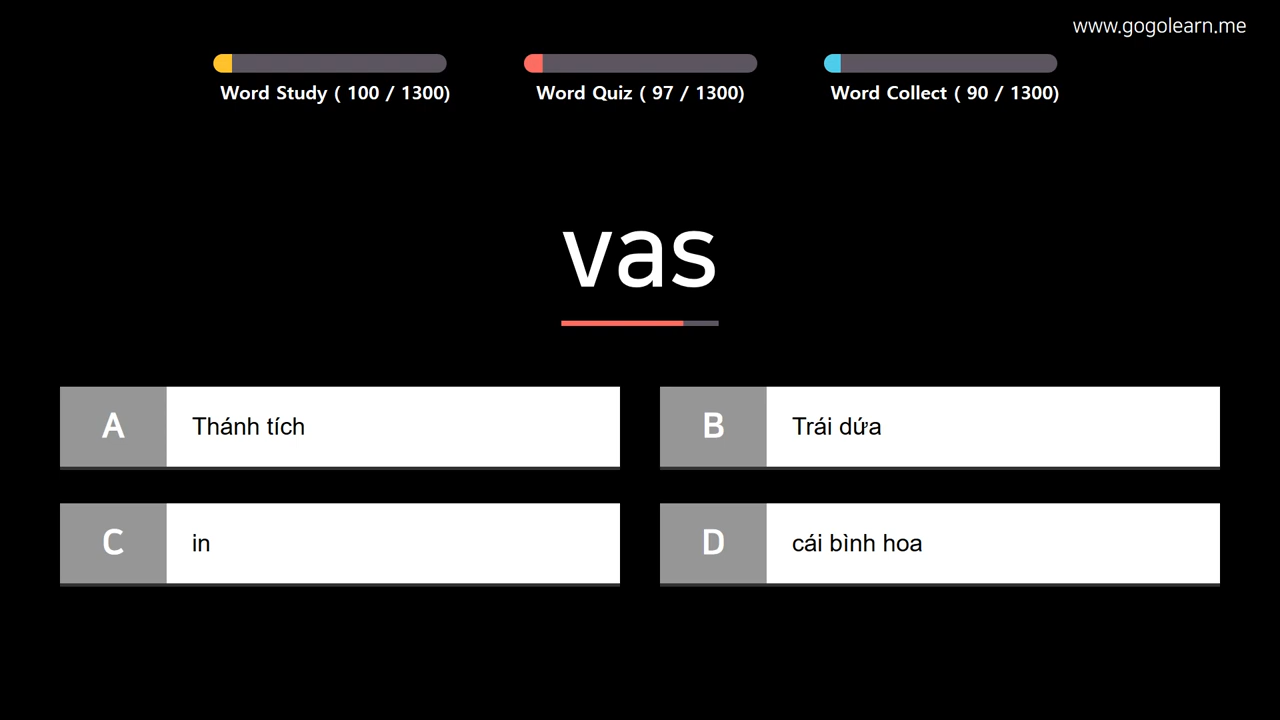 www.gogolearn.me
Word Study ( 100 / 1300)
Word Quiz ( 97 / 1300)
Word Collect ( 90 / 1300)
vas
A Thánh tích
B Trái dứa
C in
D cái bình hoa